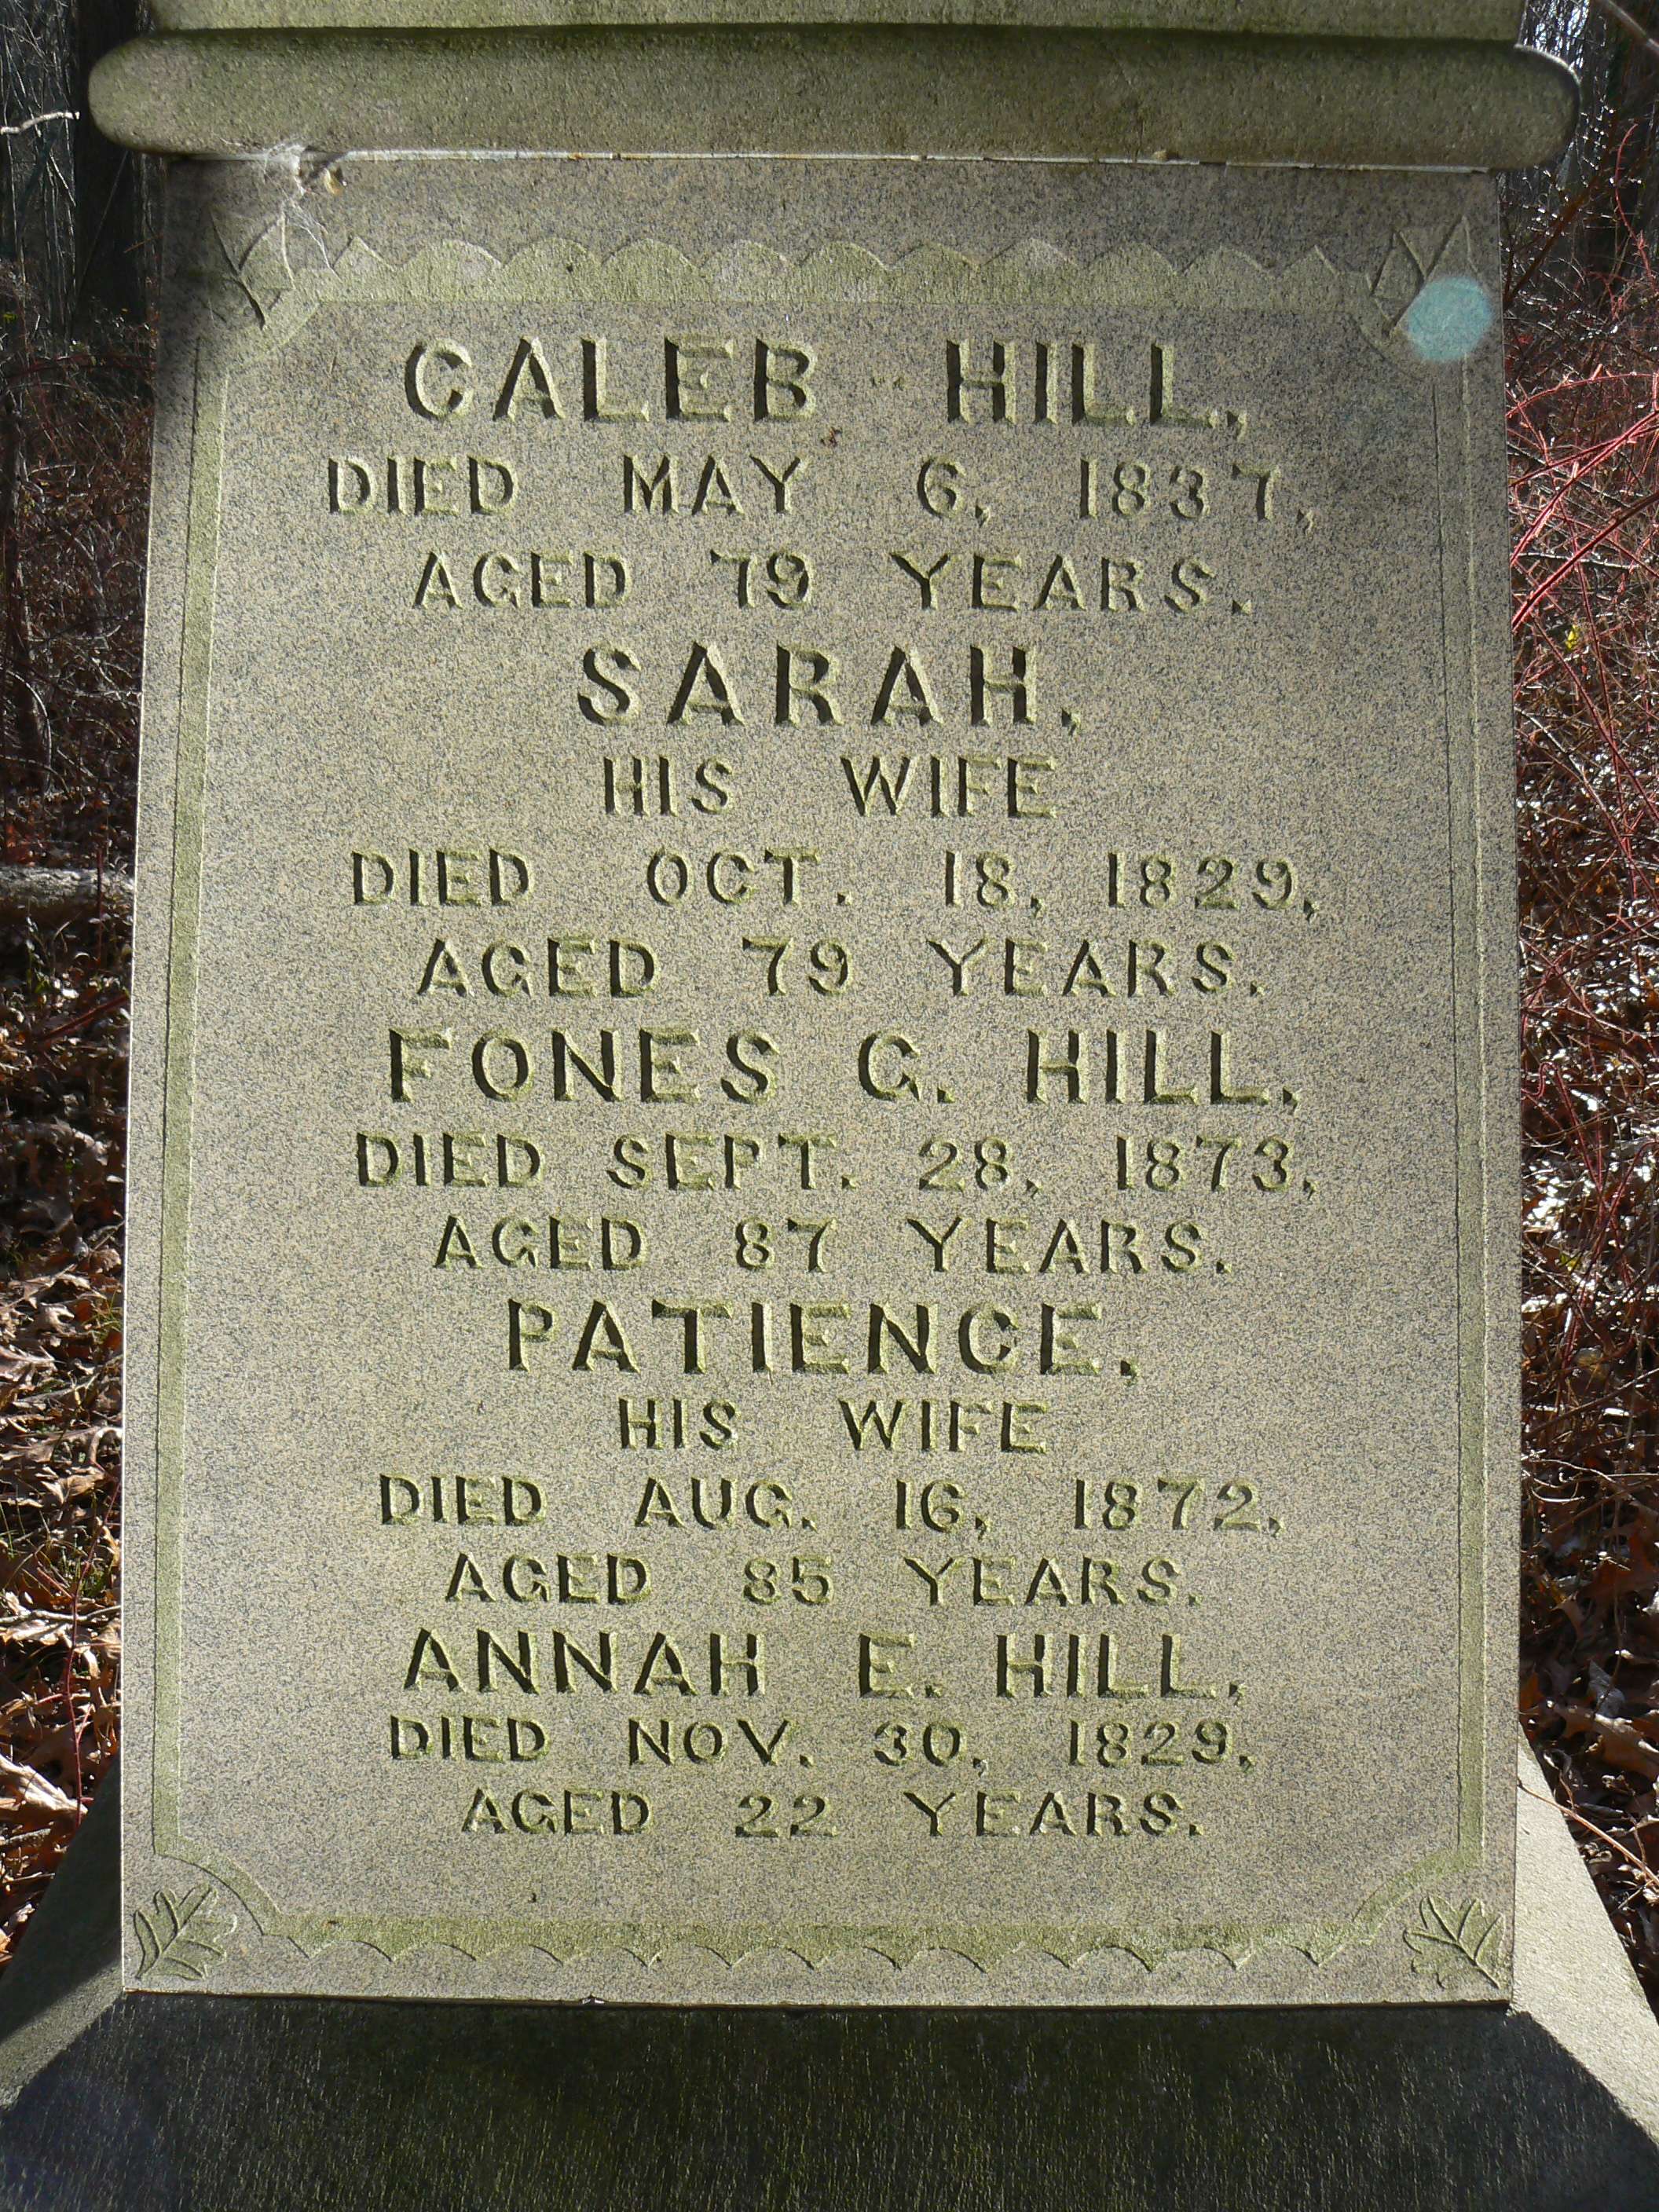 CALEB HILL,
DIED MAY 6, 1837,
AGED 79 YEARS.
SARAH,
HIS WIFE
DIED OCT. 18, 1829,
AGED 79 YEARS.
FONES G. HILL,
DIED SEPT. 28, 1873,
AGED 87 YEARS.
PATIENCE,
HIS WIFE
DIED AUG. 16, 1872,
AGED 85 YEARS.
ANNAH E. HILL,
DIED NOV. 30, 1829,
AGED 22 YEARS.